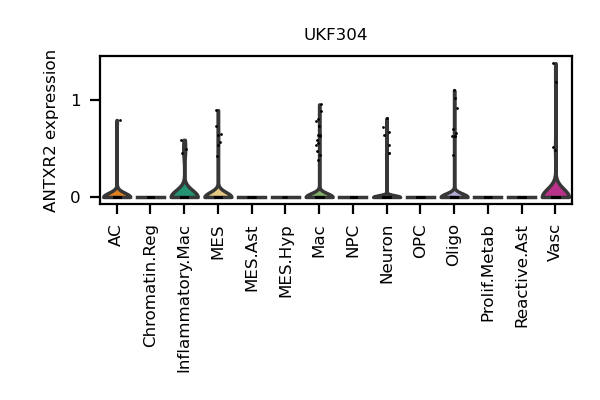 UKF304
ANTXR2 expression
1
0
AC
Chromatin.Reg
Inflammatory.Mac
MES
MES.Ast
MES.Hyp
Mac
NPC
Neuron
OPC
Oligo
Prolif.Metab
Reactive.Ast
Vasc